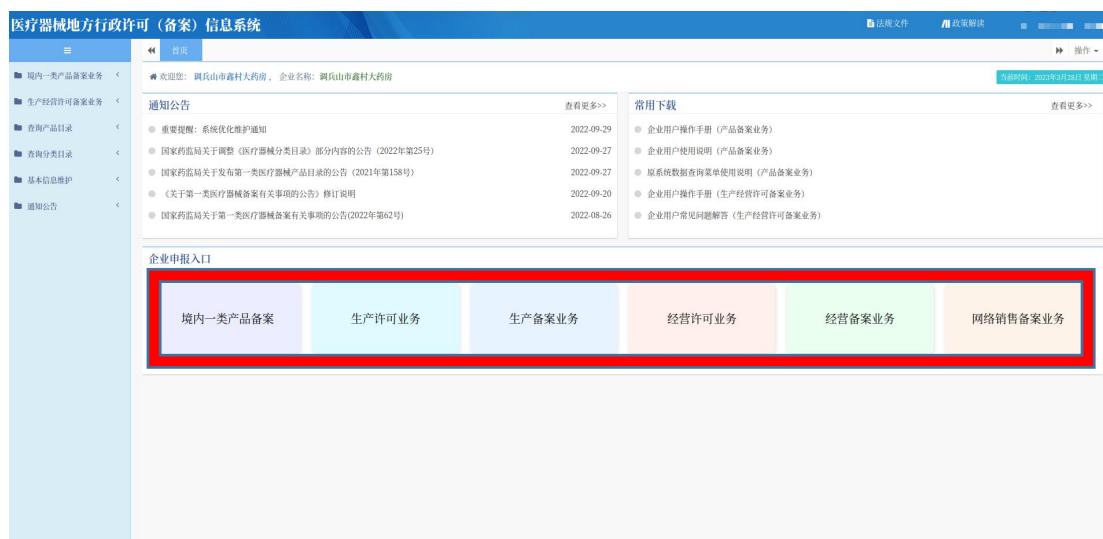 医疗器械地方行政许可（备案）信息系统
法规文件
政策解读
首页
操作
境内一类产品备案业务
生产经营许可备案业务
查询产品目录
查询分类目录
基本信息维护
通知公告
欢迎您： 调兵山市鑫村大药房， 企业名称：调兵山市鑫村大药房
当前时间：2023年3月28日 星期二
通知公告 查看更多>>
重要提醒：系统优化维护通知 2022-09-29
国家药监局关于调整《医疗器械分类目录》部分内容的公告（2022年第25号） 2022-09-27
国家药监局关于发布第一类医疗器械产品目录的公告（2021年第158号） 2022-09-27
《关于第一类医疗器械备案有关事项的公告》修订说明 2022-09-20
国家药监局关于第一类医疗器械备案有关事项的公告(2022年第62号) 2022-08-26
常用下载 查看更多>>
企业用户操作手册（产品备案业务）
企业用户使用说明（产品备案业务）
原系统数据查询菜单使用说明（产品备案业务）
企业用户操作手册（生产经营许可备案业务）
企业用户常见问题解答（生产经营许可备案业务）
企业申报入口
境内一类产品备案
生产许可业务
生产备案业务
经营许可业务
经营备案业务
网络销售备案业务